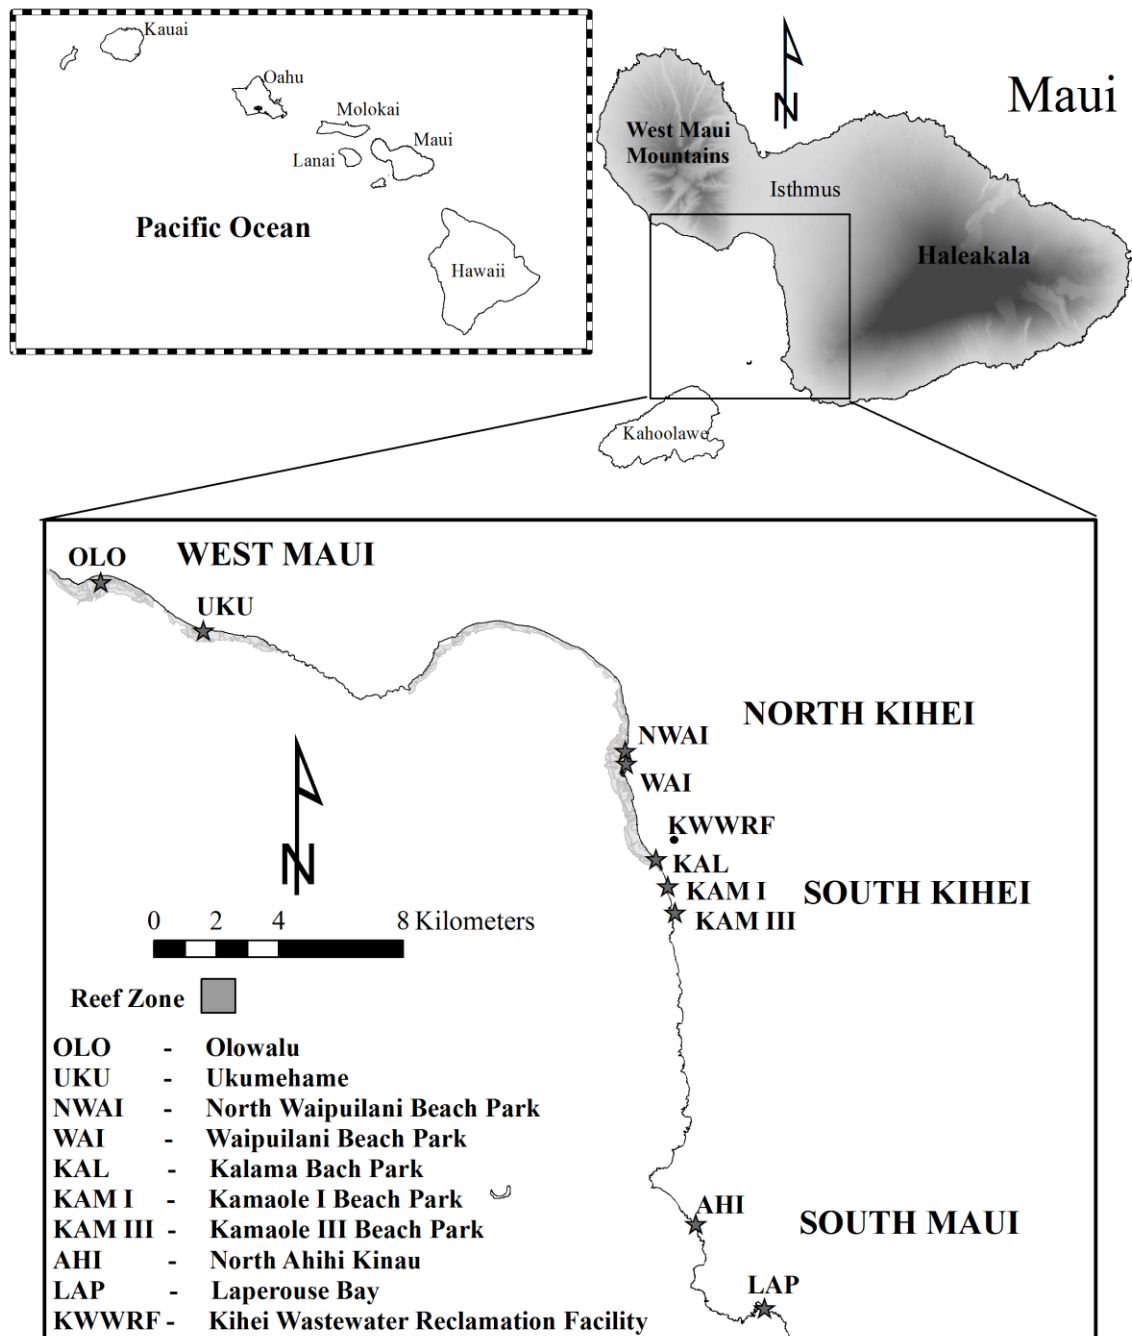 Kauai
Oahu
Molokai
Maui
Lanai
Pacific Ocean
Hawaii
N
Maui
West Maui
Mountains
Isthmus
Haleakala
Kahoolawe
OLO
WEST MAUI
UKU
NORTH KIHEI
NWAI
WAI
KWWRF
KAL
KAM I
SOUTH KIHEI
KAM III
N
0 2 4 8 Kilometers
Reef Zone
OLO - Olowalu
UKU - Ukumehame
NWAI - North Waipuilani Beach Park
WAI - Waipuilani Beach Park
KAL - Kalama Bach Park
KAM I - Kamaole I Beach Park
KAM III - Kamaole III Beach Park
AHI - North Ahihi Kinau
LAP - Laperouse Bay
KWWRF - Kihei Wastewater Reclamation Facility
AHI
SOUTH MAUI
LAP